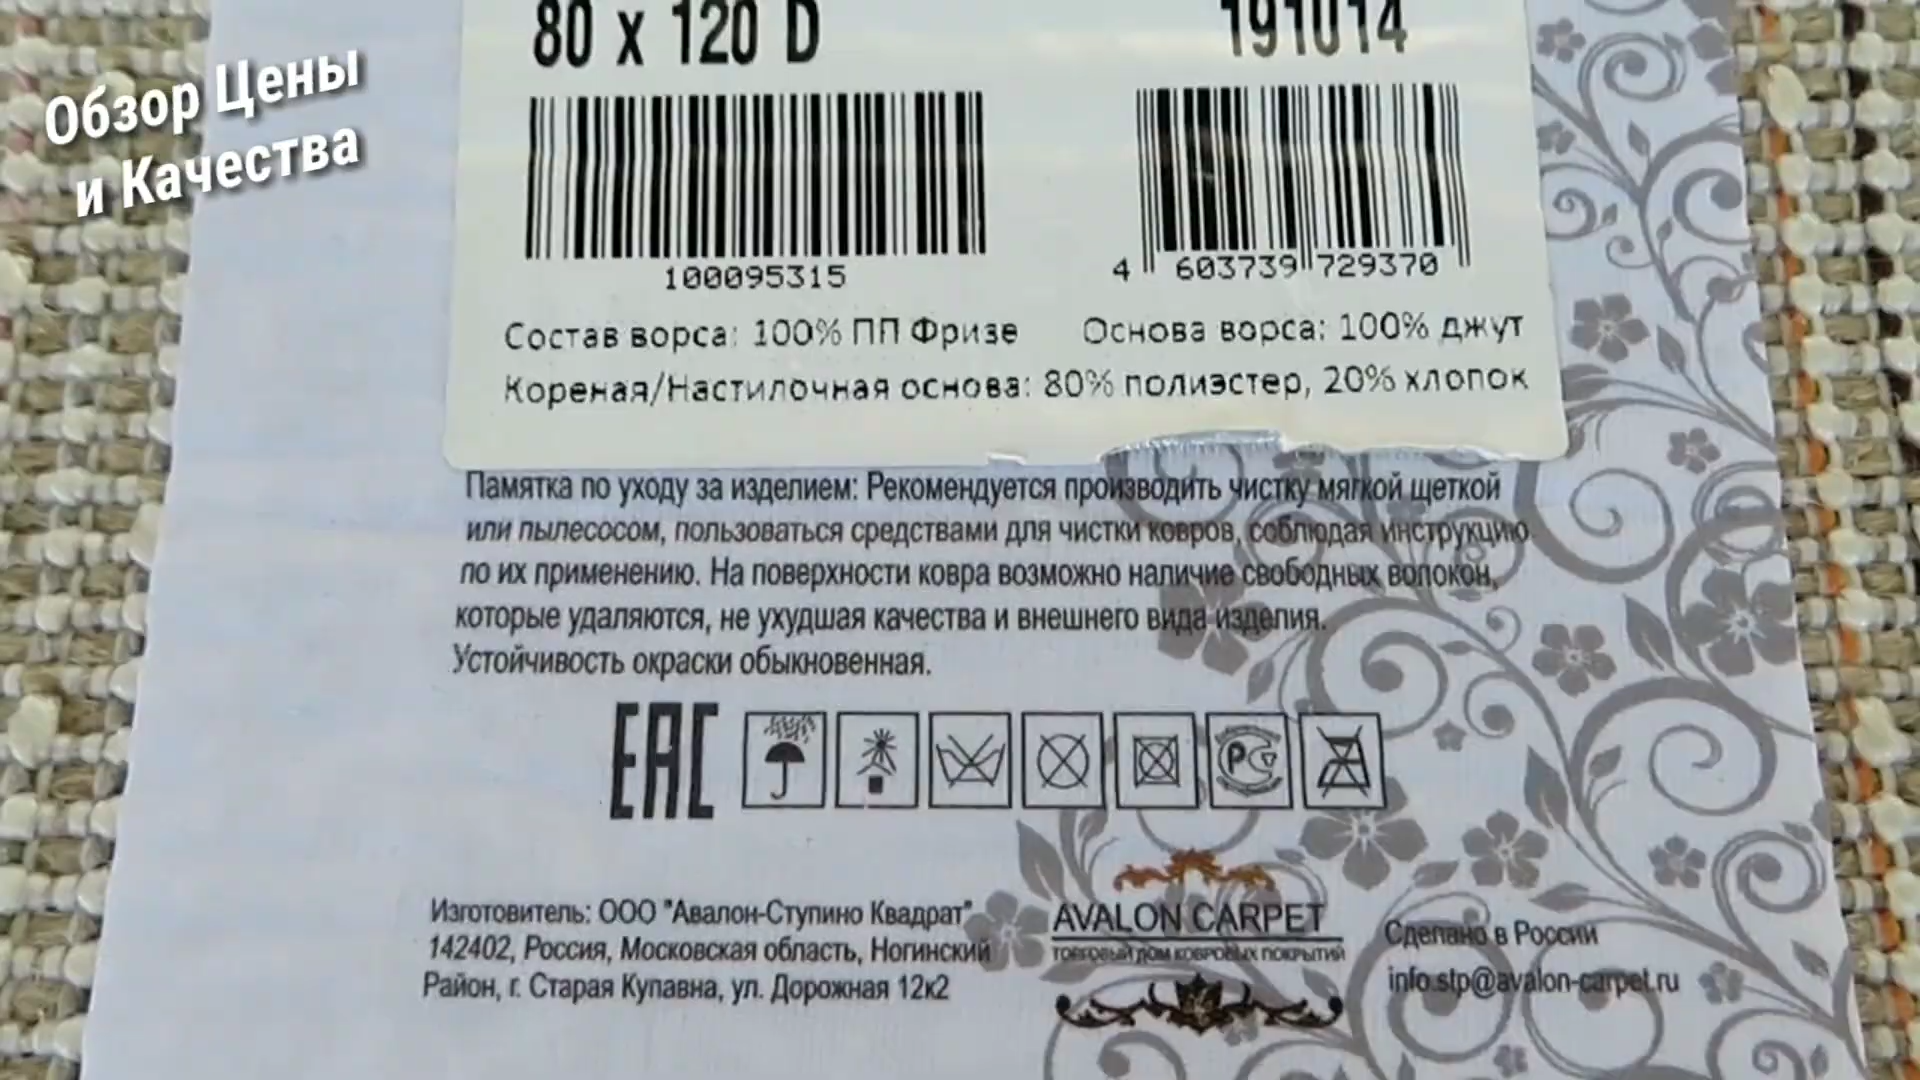 Обзор Цены
и Качества
80 x 120 D
191014
100095315
4 603739 729370
Состав ворса: 100% ПП Фризе
Основа ворса: 100% джут
Кореная/Настилочная основа: 80% полиэстер, 20% хлопок
Памятка по уходу за изделием: Рекомендуется производить чистку мягкой щеткой
или пылесосом, пользоваться средствами для чистки ковров, соблюдая инструкцию
по их применению. На поверхности ковра возможно наличие свободных волокон,
которые удаляются, не ухудшая качества и внешнего вида изделия.
Устойчивость окраски обыкновенная.
ЕАС
Изготовитель: ООО "Авалон-Ступино Квадрат"
142402, Россия, Московская область, Ногинский
Район, г. Старая Купавна, ул. Дорожная 12к2
AVALON CARPET
ТОРГОВЫЙ ДОМ КОВРОВЫХ ПОКРЫТИЙ
Сделано в России
info.stp@avalon-carpet.ru